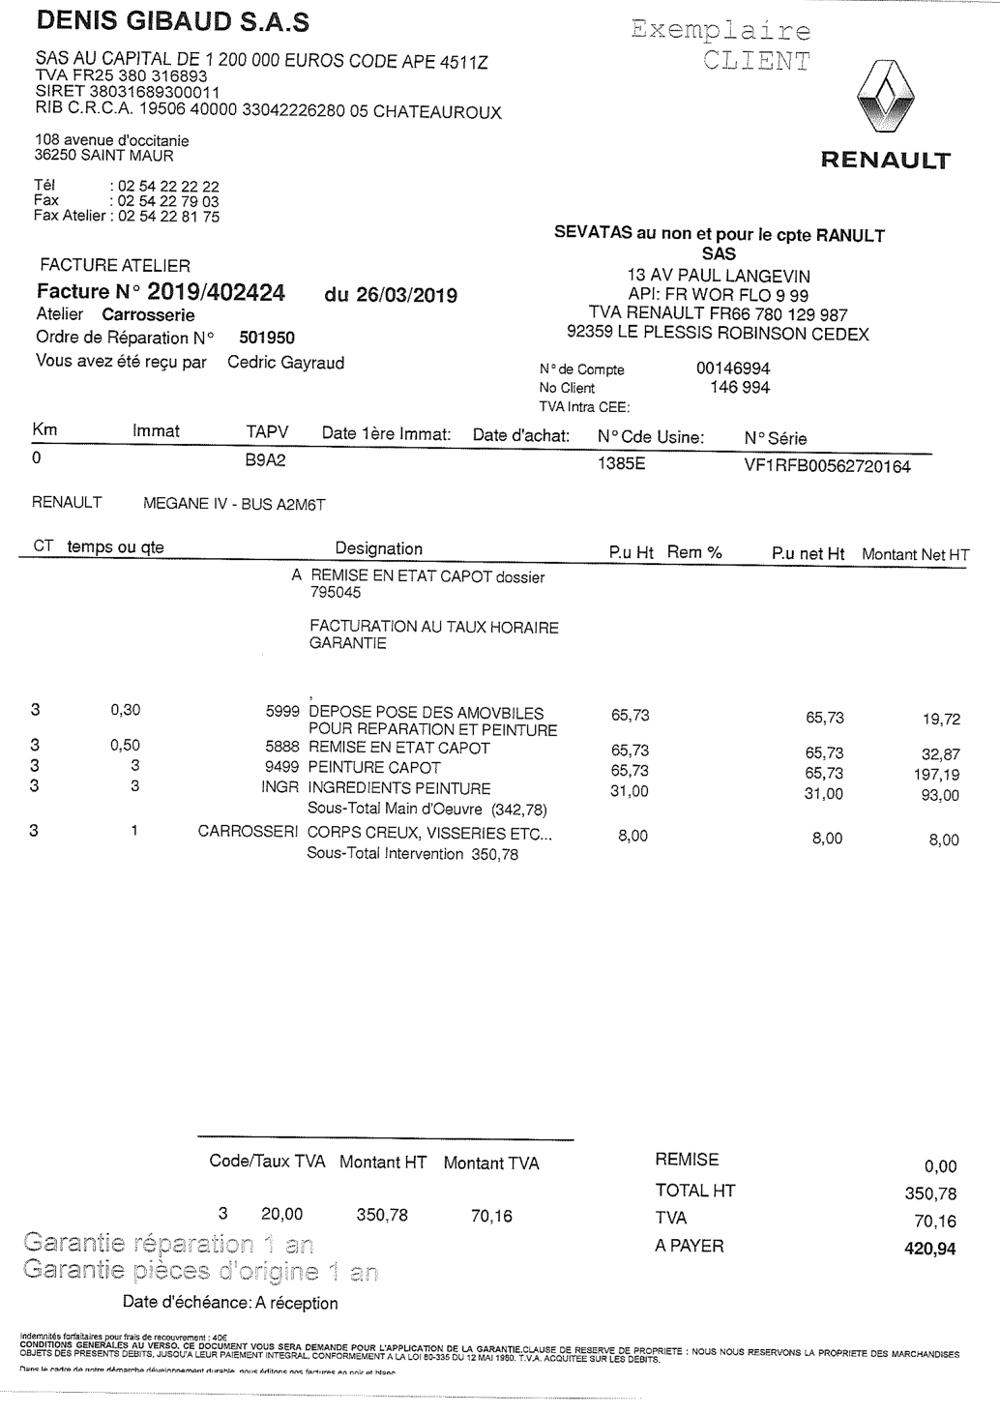 DENIS GIBAUD S.A.S
Exemplaire
CLIENT
SAS AU CAPITAL DE 1 200 000 EUROS CODE APE 4511Z
TVA FR25 380 316893
SIRET 38031689300011
RIB C.R.C.A. 19506 40000 33042226280 05 CHATEAUROUX
RENAULT
108 avenue d'occitanie
36250 SAINT MAUR
Tél : 02 54 22 22 22
Fax : 02 54 22 79 03
Fax Atelier : 02 54 22 81 75
SEVATAS au non et pour le cpte RANULT
SAS
13 AV PAUL LANGEVIN
API: FR WOR FLO 9 99
TVA RENAULT FR66 780 129 987
92359 LE PLESSIS ROBINSON CEDEX
FACTURE ATELIER
Facture N° 2019/402424 du 26/03/2019
Atelier Carrosserie
Ordre de Réparation N° 501950
Vous avez été reçu par Cedric Gayraud
N° de Compte 00146994
No Client 146 994
TVA Intra CEE:
Km Immat TAPV Date 1ère Immat: Date d'achat: N° Cde Usine: N° Série
0 B9A2 1385E VF1RFB00562720164
RENAULT MEGANE IV - BUS A2M6T
CT temps ou qte Designation P.u Ht Rem % P.u net Ht Montant Net HT
A REMISE EN ETAT CAPOT dossier
795045
FACTURATION AU TAUX HORAIRE
GARANTIE
,
3 0,30 5999 DEPOSE POSE DES AMOVBILES 65,73 65,73 19,72
POUR REPARATION ET PEINTURE
3 0,50 5888 REMISE EN ETAT CAPOT 65,73 65,73 32,87
3 3 9499 PEINTURE CAPOT 65,73 65,73 197,19
3 3 INGR INGREDIENTS PEINTURE 31,00 31,00 93,00
Sous-Total Main d'Oeuvre (342,78)
3 1 CARROSSERI CORPS CREUX, VISSERIES ETC... 8,00 8,00 8,00
Sous-Total Intervention 350,78
Code/Taux TVA Montant HT Montant TVA
3 20,00 350,78 70,16
REMISE 0,00
TOTAL HT 350,78
TVA 70,16
A PAYER 420,94
Garantie réparation 1 an
Garantie pièces d'origine 1 an
Date d'échéance: A réception
Indemnités forfaitaires pour frais de recouvrement : 40€
CONDITIONS GENERALES AU VERSO. CE DOCUMENT VOUS SERA DEMANDE POUR L'APPLICATION DE LA GARANTIE.CLAUSE DE RESERVE DE PROPRIETE : NOUS NOUS RESERVONS LA PROPRIETE DES MARCHANDISES
OBJETS DES PRESENTS DEBITS, JUSQU'A LEUR PAIEMENT INTEGRAL, CONFORMEMENT A LA LOI 80-335 DU 12 MAI 1980. T.V.A. ACQUITEE SUR LES DEBITS.
Dans le cadre de notre démarche développement durable, nous éditons nos factures en noir et blanc